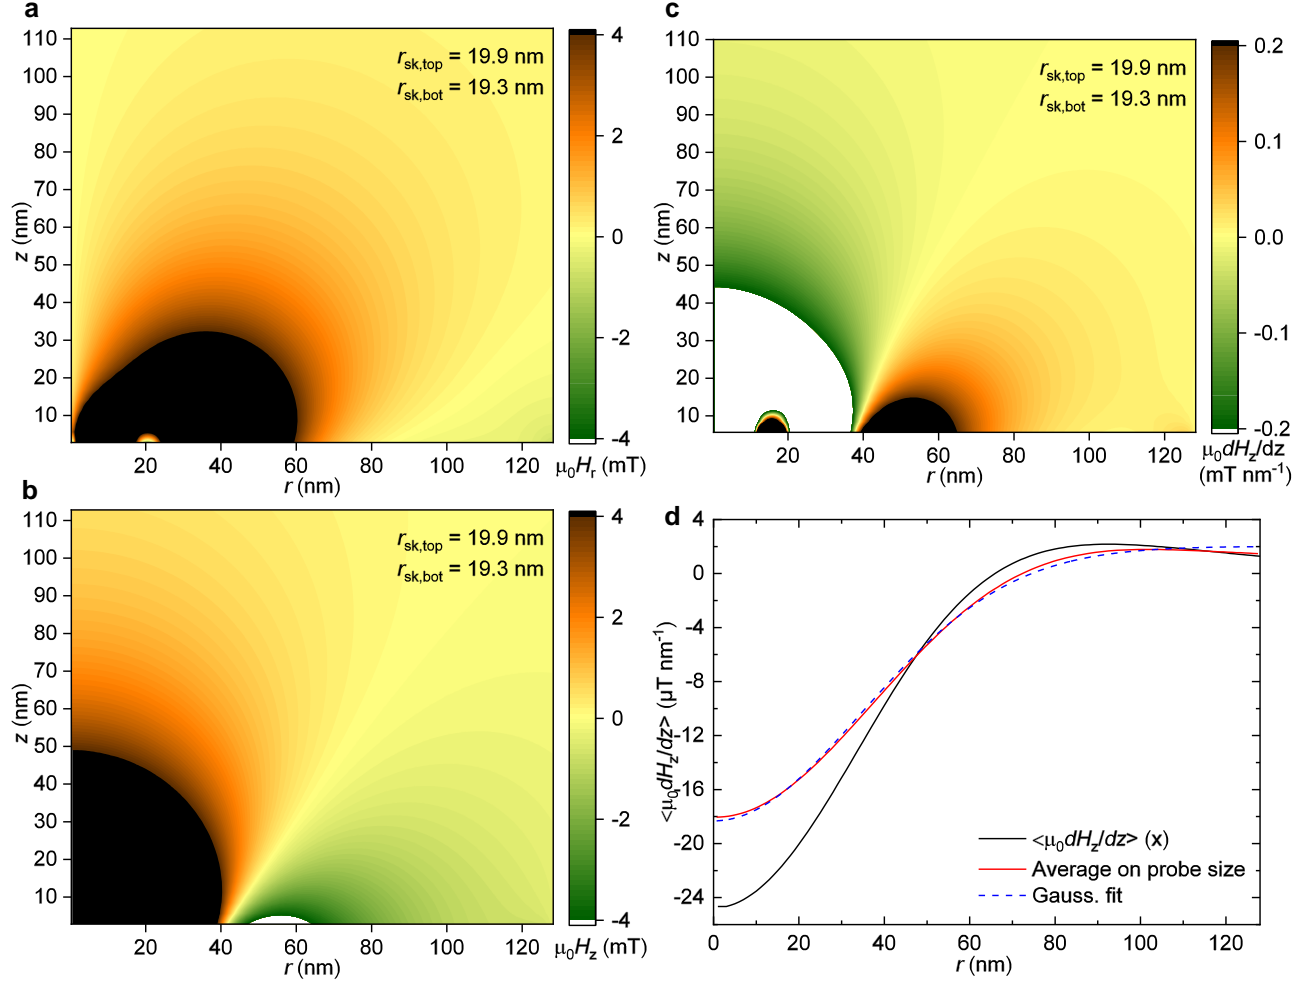 a
110
100
90
80
70
60
50
40
30
20
10
z (nm)
r_sk,top = 19.9 nm
r_sk,bot = 19.3 nm
20 40 60 80 100 120
r (nm)
4
2
0
-2
-4
μ₀H_r (mT)
c
110
100
90
80
70
60
50
40
30
20
10
z (nm)
r_sk,top = 19.9 nm
r_sk,bot = 19.3 nm
20 40 60 80 100 120
r (nm)
0.2
0.1
0.0
-0.1
-0.2
μ₀dH_z/dz
(mT nm⁻¹)
b
110
100
90
80
70
60
50
40
30
20
10
z (nm)
r_sk,top = 19.9 nm
r_sk,bot = 19.3 nm
20 40 60 80 100 120
r (nm)
4
2
0
-2
-4
μ₀H_z (mT)
d
4
0
-4
-8
-12
-16
-20
-24
<μ₀dH_z/dz> (μT nm⁻¹)
<μ₀dH_z/dz> (x)
Average on probe size
Gauss. fit
0 20 40 60 80 100 120
r (nm)